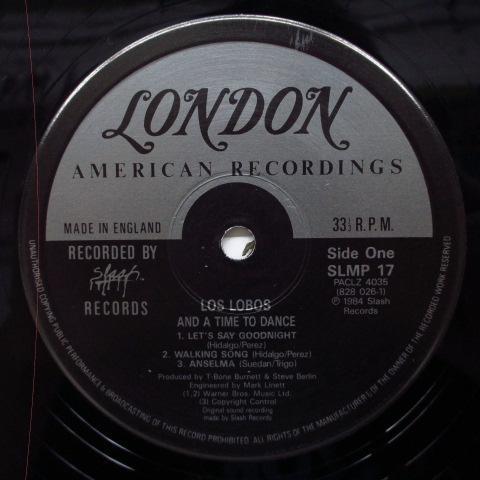 LONDON
AMERICAN RECORDINGS
MADE IN ENGLAND
33⅓ R.P.M.
RECORDED BY
Slash
RECORDS
Side One
SLMP 17
PACLZ 4035
(828 026-1)
℗ 1984 Slash
Records
LOS LOBOS
AND A TIME TO DANCE
1. LET'S SAY GOODNIGHT
(Hidalgo/Perez)
2. WALKING SONG (Hidalgo/Perez)
3. ANSELMA (Suedan/Trigo)
Produced by T-Bone Burnett & Steve Berlin
Engineered by Mark Linett
(1,2) Warner Bros. Music Ltd.
(3) Copyright Control
Original sound recording
made by Slash Records
UNAUTHORISED COPYING PUBLIC PERFORMANCE & BROADCASTING OF THIS RECORD PROHIBITED. ALL RIGHTS OF THE MANUFACTURER & OF THE OWNER OF THE RECORDED WORK RESERVED